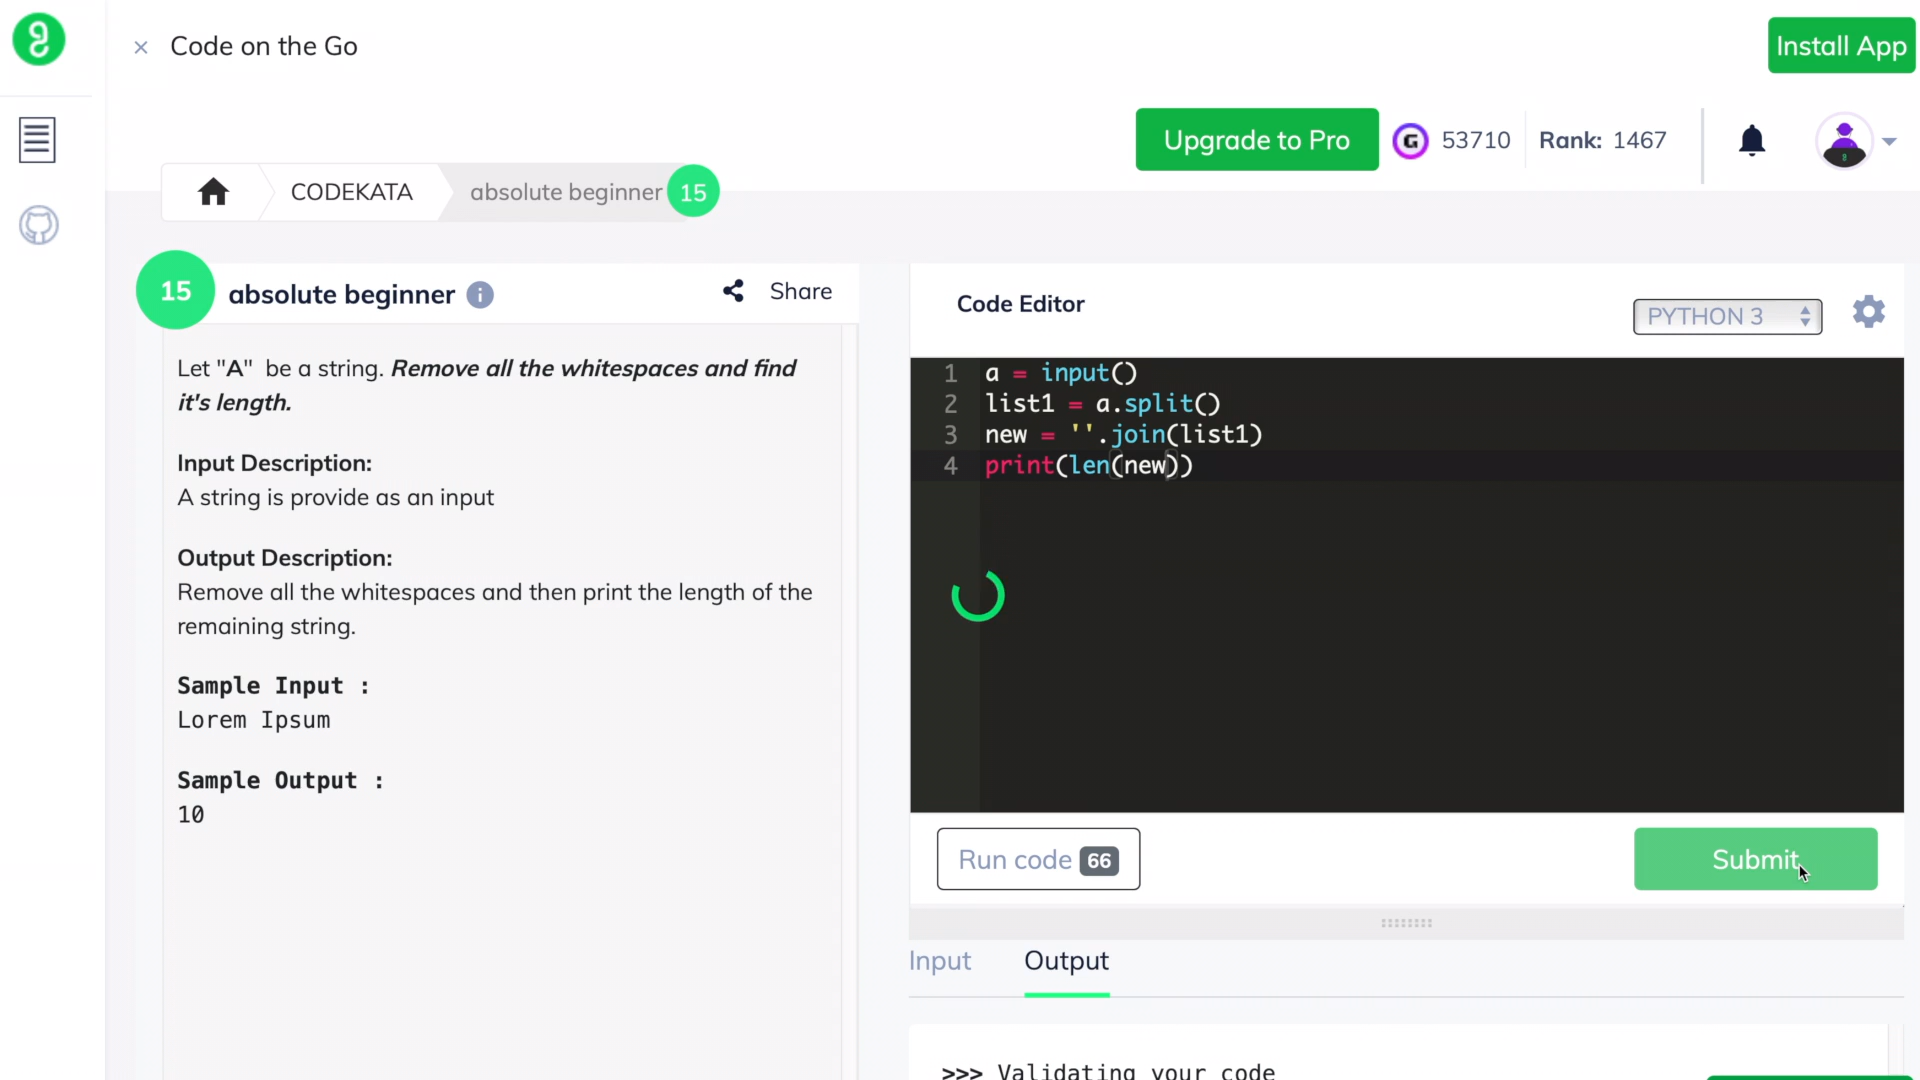 Code on the Go
Install App
Upgrade to Pro
G
53710
Rank: 1467
CODEKATA
absolute beginner 15
15
absolute beginner
i
Share
Let "A" be a string. Remove all the whitespaces and find
it's length.
Input Description:
A string is provide as an input
Output Description:
Remove all the whitespaces and then print the length of the
remaining string.
Sample Input :
Lorem Ipsum
Sample Output :
10
Code Editor
PYTHON 3
1 a = input()
2 list1 = a.split()
3 new = ''.join(list1)
4 print(len(new))
Run code 66
Submit
Input
Output
>>> Validating your code